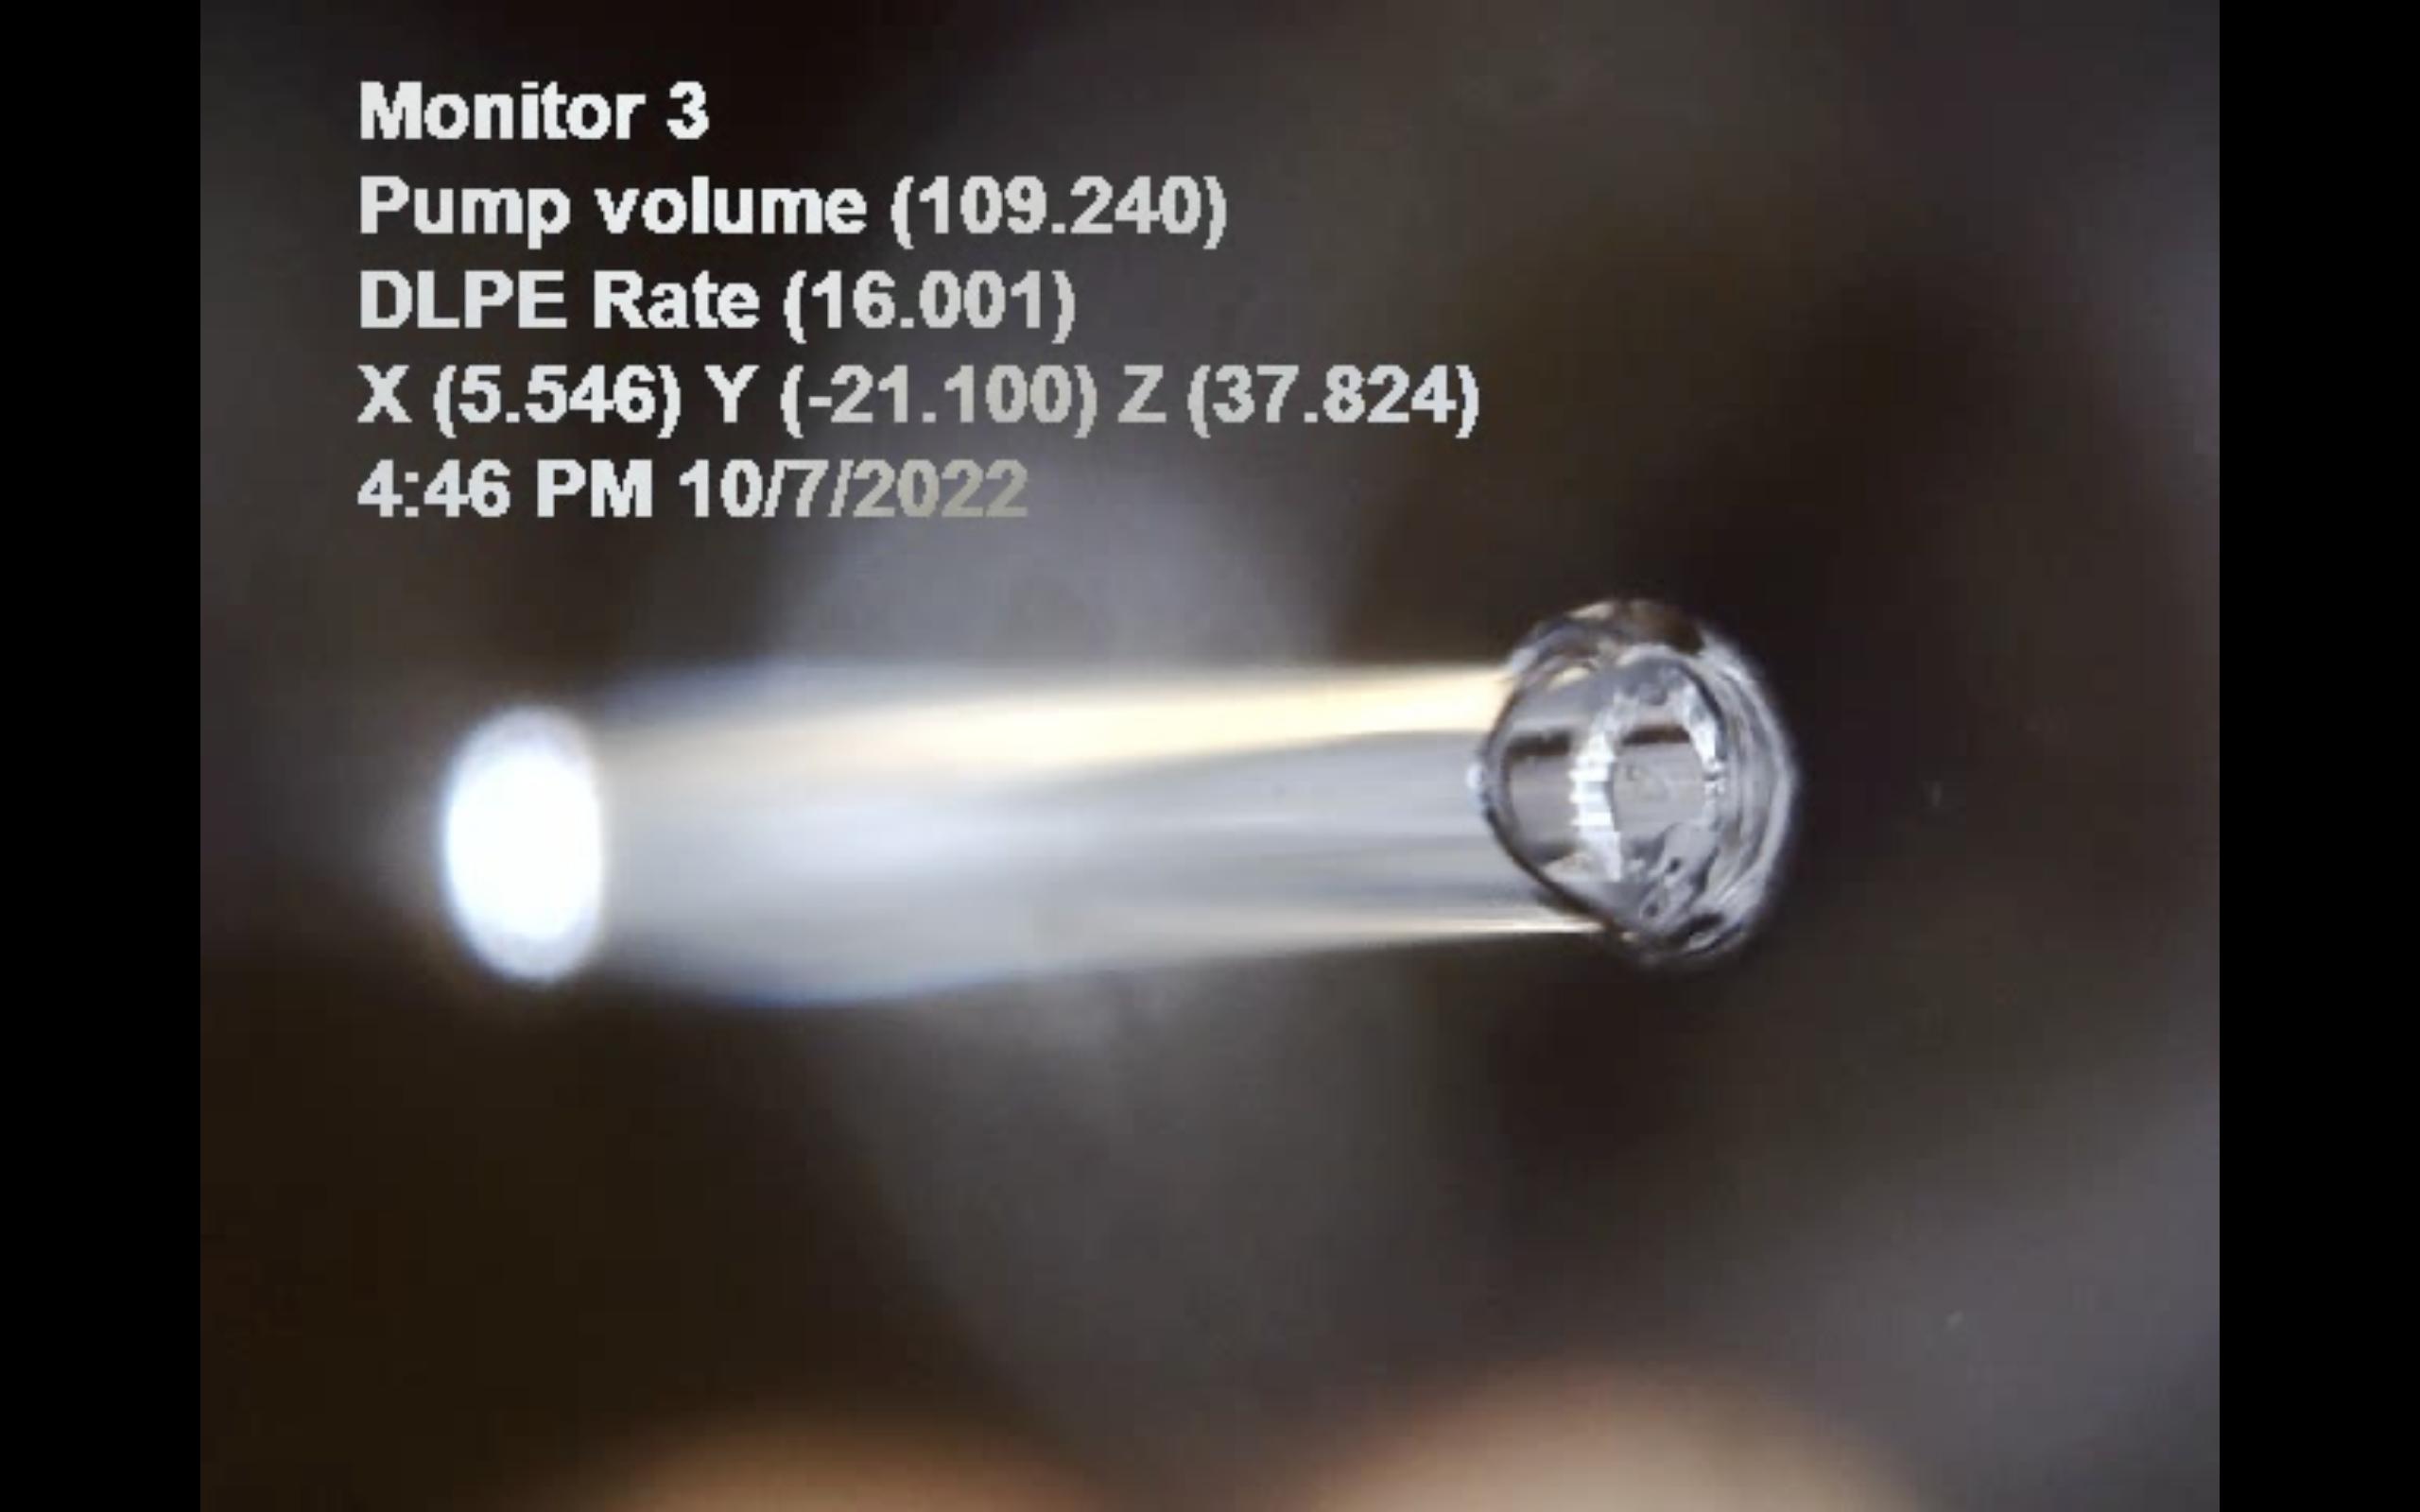 Monitor 3
Pump volume (109.240)
DLPE Rate (16.001)
X (5.546) Y (-21.100) Z (37.824)
4:46 PM 10/7/2022